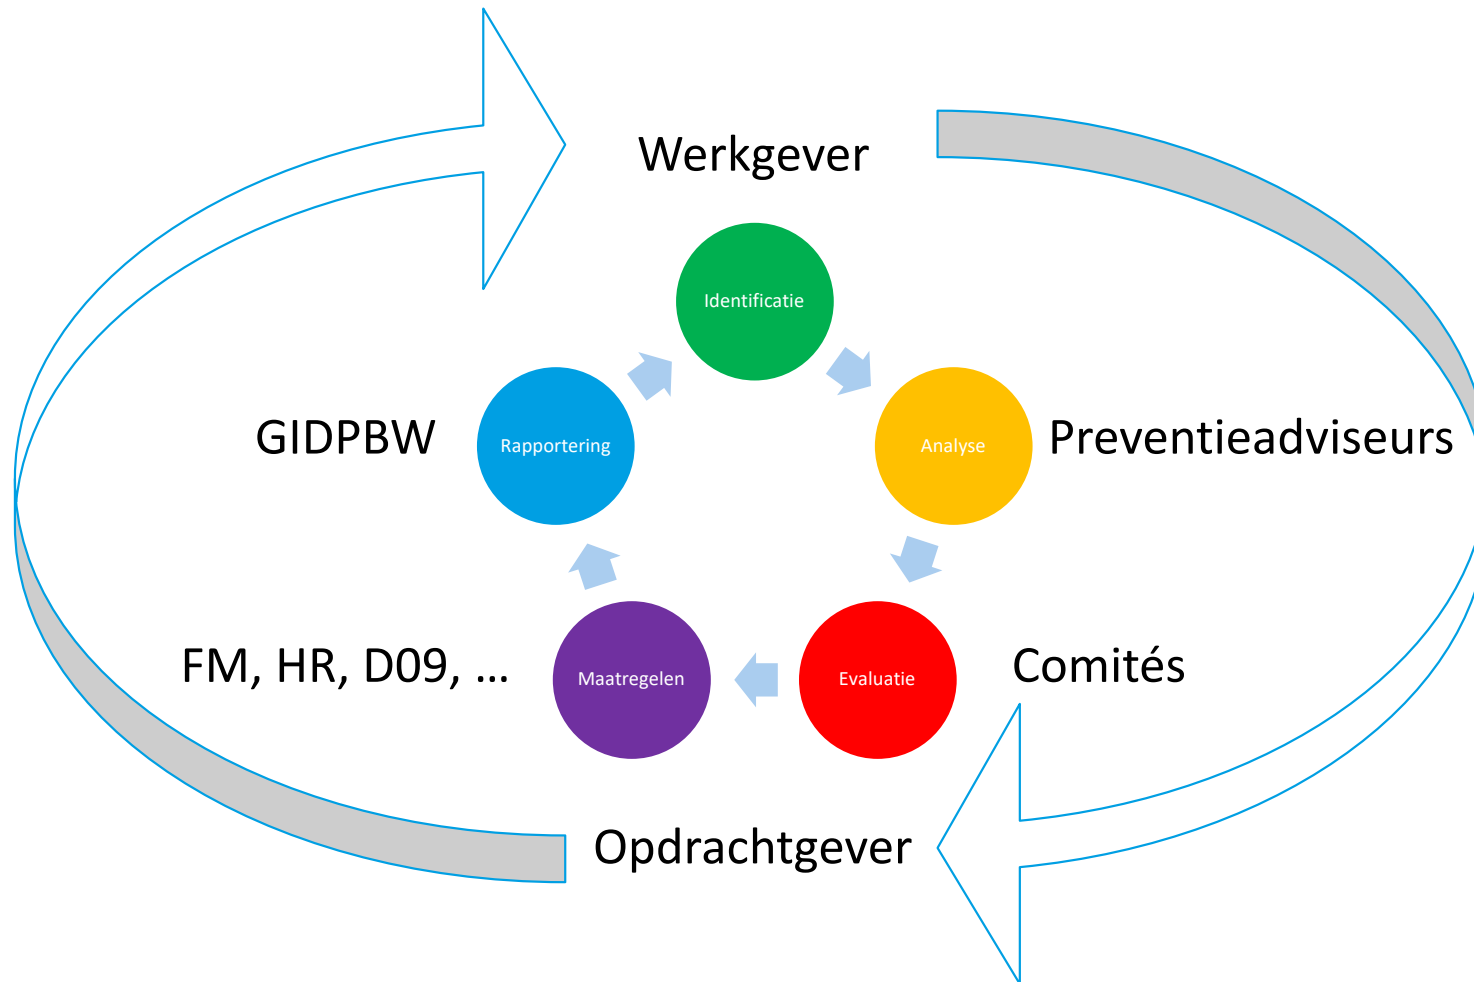 Werkgever
Identificatie
GIDPBW
Rapportering
Analyse
Preventieadviseurs
FM, HR, D09, ...
Maatregelen
Evaluatie
Comités
Opdrachtgever